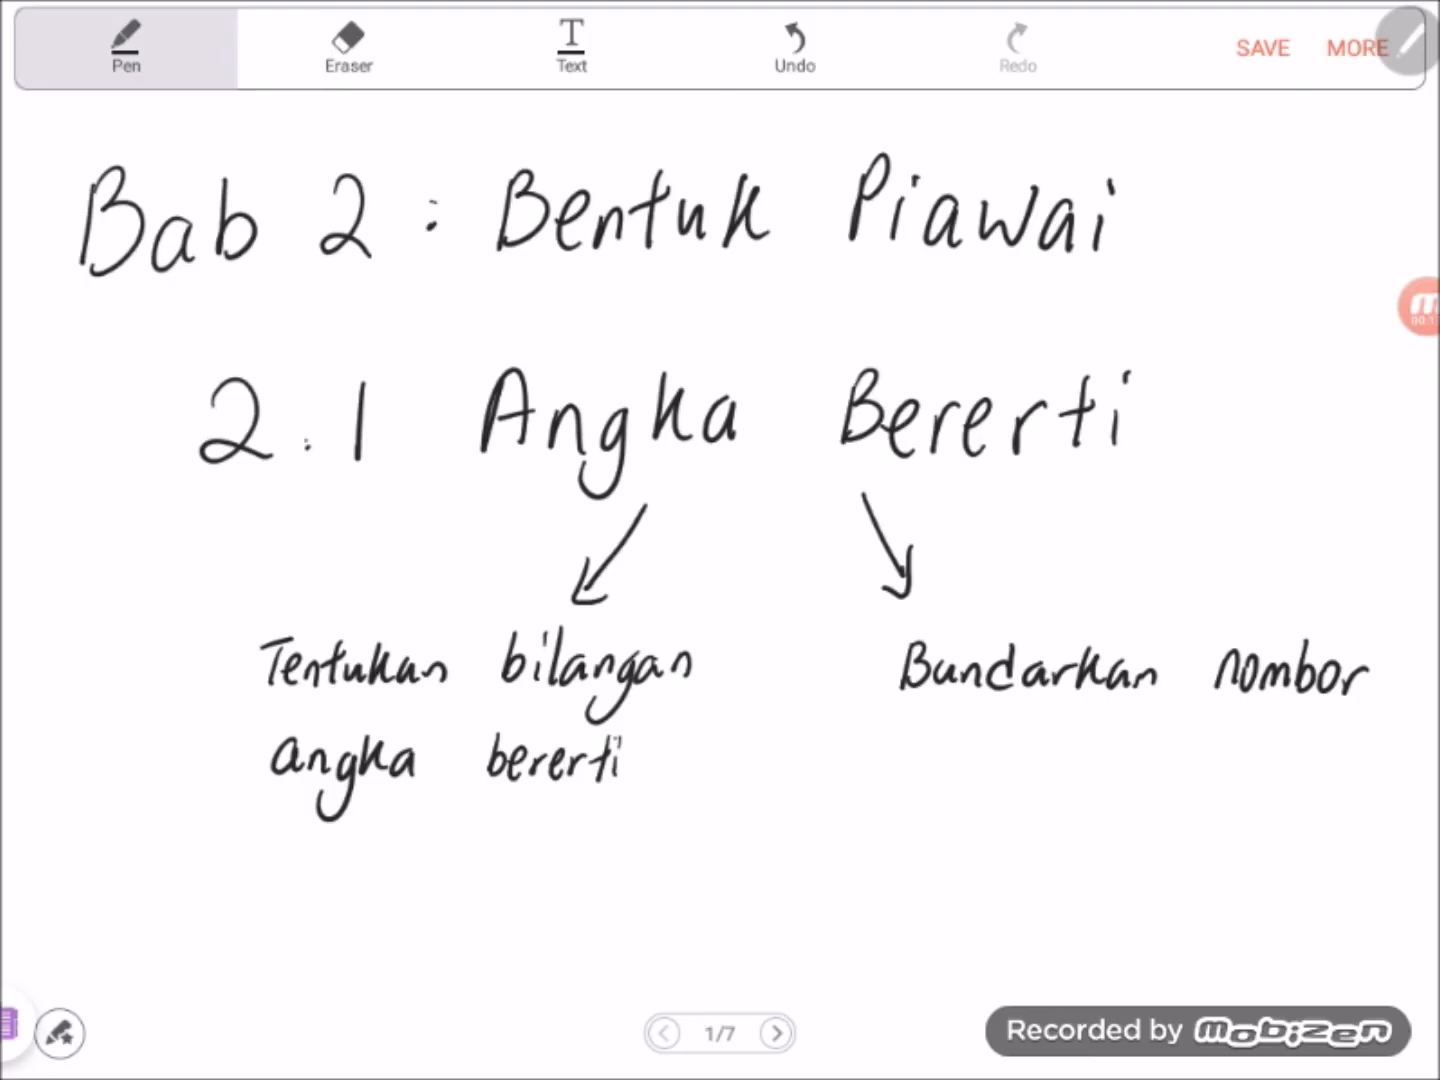 Pen Eraser Text Undo Redo SAVE MORE
Bab 2 : Bentuk Piawai
2.1 Angka Bererti
Tentukan bilangan
angka bererti
Bundarkan nombor
1/7
Recorded by mobizen